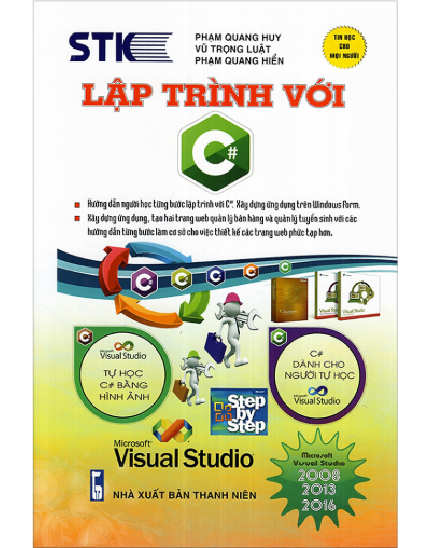 STK
PHẠM QUANG HUY
VŨ TRỌNG LUẬT
PHẠM QUANG HIỂN
TIN HỌC
CHO
MỌI NGƯỜI
LẬP TRÌNH VỚI
C#
Hướng dẫn người học từng bước lập trình với C#. Xây dựng ứng dụng trên Windows Form.
Xây dựng ứng dụng, tạo hai trang web quản lý bán hàng và quản lý tuyển sinh với các
hướng dẫn từng bước làm cơ sở cho việc thiết kế các trang web phức tạp hơn.
Visual Studio
Visual Studio
Microsoft
Visual Studio
TỰ HỌC
C# BẰNG
HÌNH ẢNH
C#
DÀNH CHO
NGƯỜI TỰ HỌC
Visual Studio
Step
by
Step
Microsoft
Visual Studio
Microsoft
Visual Studio
2008
2013
2016
NHÀ XUẤT BẢN THANH NIÊN